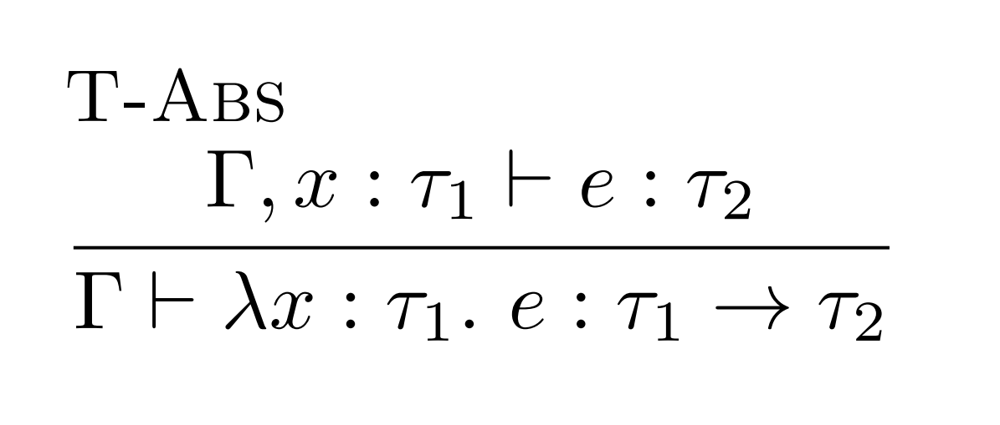 T-Abs
Γ, x : τ₁ ⊢ e : τ₂
Γ ⊢ λx : τ₁. e : τ₁ → τ₂